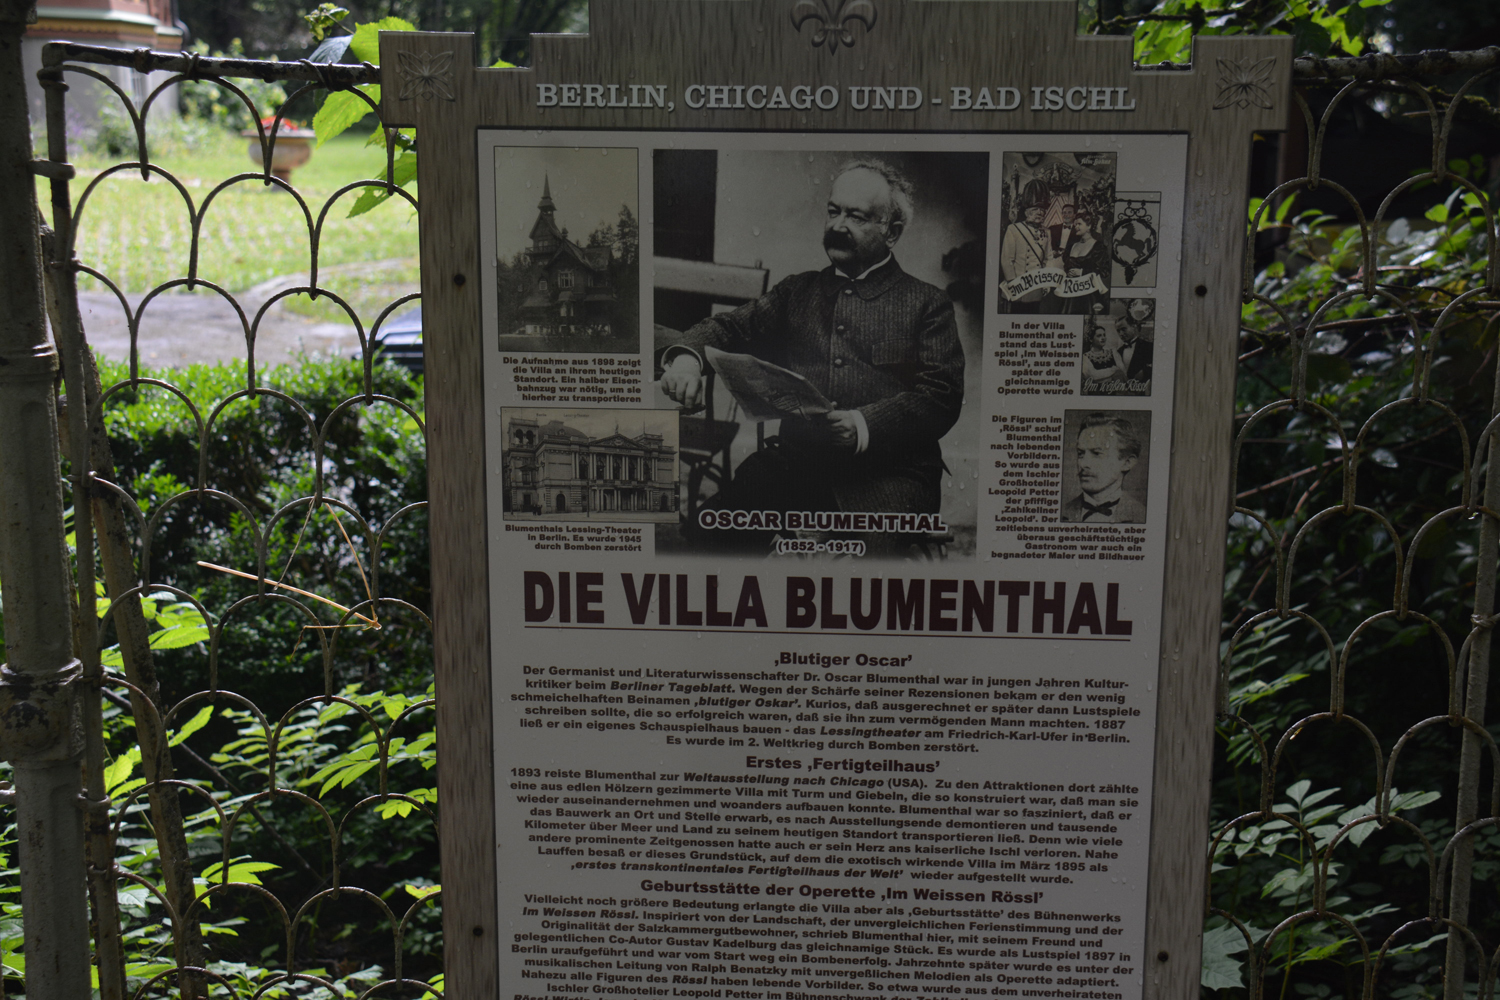 BERLIN, CHICAGO UND - BAD ISCHL
Die Aufnahme aus 1898 zeigt
die Villa an ihrem heutigen
Standort. Ein halber Eisen-
bahnzug war nötig, um sie
hierher zu transportieren
Blumenthals Lessing-Theater
in Berlin. Es wurde 1945
durch Bomben zerstört
OSCAR BLUMENTHAL
(1852 - 1917)
Im Weissen Rössl
In der Villa
Blumenthal ent-
stand das Lust-
spiel ‚Im Weissen
Rössl', aus dem
später die
gleichnamige
Operette wurde
Im weißen Rössl
Die Figuren im
‚Rössl' schuf
Blumenthal
nach lebenden
Vorbildern.
So wurde aus
dem Ischler
Großhotelier
Leopold Petter
der pfiffige
‚Zahlkellner
Leopold'. Der
zeitlebens unverheiratete, aber
überaus geschäftstüchtige
Gastronom war auch ein
begnadeter Maler und Bildhauer
DIE VILLA BLUMENTHAL
‚Blutiger Oscar'
Der Germanist und Literaturwissenschafter Dr. Oscar Blumenthal war in jungen Jahren Kultur-
kritiker beim Berliner Tageblatt. Wegen der Schärfe seiner Rezensionen bekam er den wenig
schmeichelhaften Beinamen ‚blutiger Oskar'. Kurios, daß ausgerechnet er später dann Lustspiele
schreiben sollte, die so erfolgreich waren, daß sie ihn zum vermögenden Mann machten. 1887
ließ er ein eigenes Schauspielhaus bauen - das Lessingtheater am Friedrich-Karl-Ufer in Berlin.
Es wurde im 2. Weltkrieg durch Bomben zerstört.
Erstes ‚Fertigteilhaus'
1893 reiste Blumenthal zur Weltausstellung nach Chicago (USA). Zu den Attraktionen dort zählte
eine aus edlen Hölzern gezimmerte Villa mit Turm und Giebeln, die so konstruiert war, daß man sie
wieder auseinandernehmen und woanders aufbauen konnte. Blumenthal war so fasziniert, daß er
das Bauwerk an Ort und Stelle erwarb, es nach Ausstellungsende demontieren und tausende
Kilometer über Meer und Land zu seinem heutigen Standort transportieren ließ. Denn wie viele
andere prominente Zeitgenossen hatte auch er sein Herz ans kaiserliche Ischl verloren. Nahe
Lauffen besaß er dieses Grundstück, auf dem die exotisch wirkende Villa im März 1895 als
‚erstes transkontinentales Fertigteilhaus der Welt' wieder aufgestellt wurde.
Geburtsstätte der Operette ‚Im Weissen Rössl'
Vielleicht noch größere Bedeutung erlangte die Villa aber als ‚Geburtsstätte' des Bühnenwerks
Im Weissen Rössl. Inspiriert von der Landschaft, der unvergleichlichen Ferienstimmung und der
Originalität der Salzkammergutbewohner, schrieb Blumenthal hier, mit seinem Freund und
gelegentlichen Co-Autor Gustav Kadelburg das gleichnamige Stück. Es wurde als Lustspiel 1897 in
Berlin uraufgeführt und war vom Start weg ein Bombenerfolg. Jahrzehnte später wurde es unter der
musikalischen Leitung von Ralph Benatzky mit unvergeßlichen Melodien als Operette adaptiert.
Nahezu alle Figuren des Rössl haben lebende Vorbilder. So etwa wurde aus dem unverheirateten
Ischler Großhotelier Leopold Petter im Bühnenschwank der